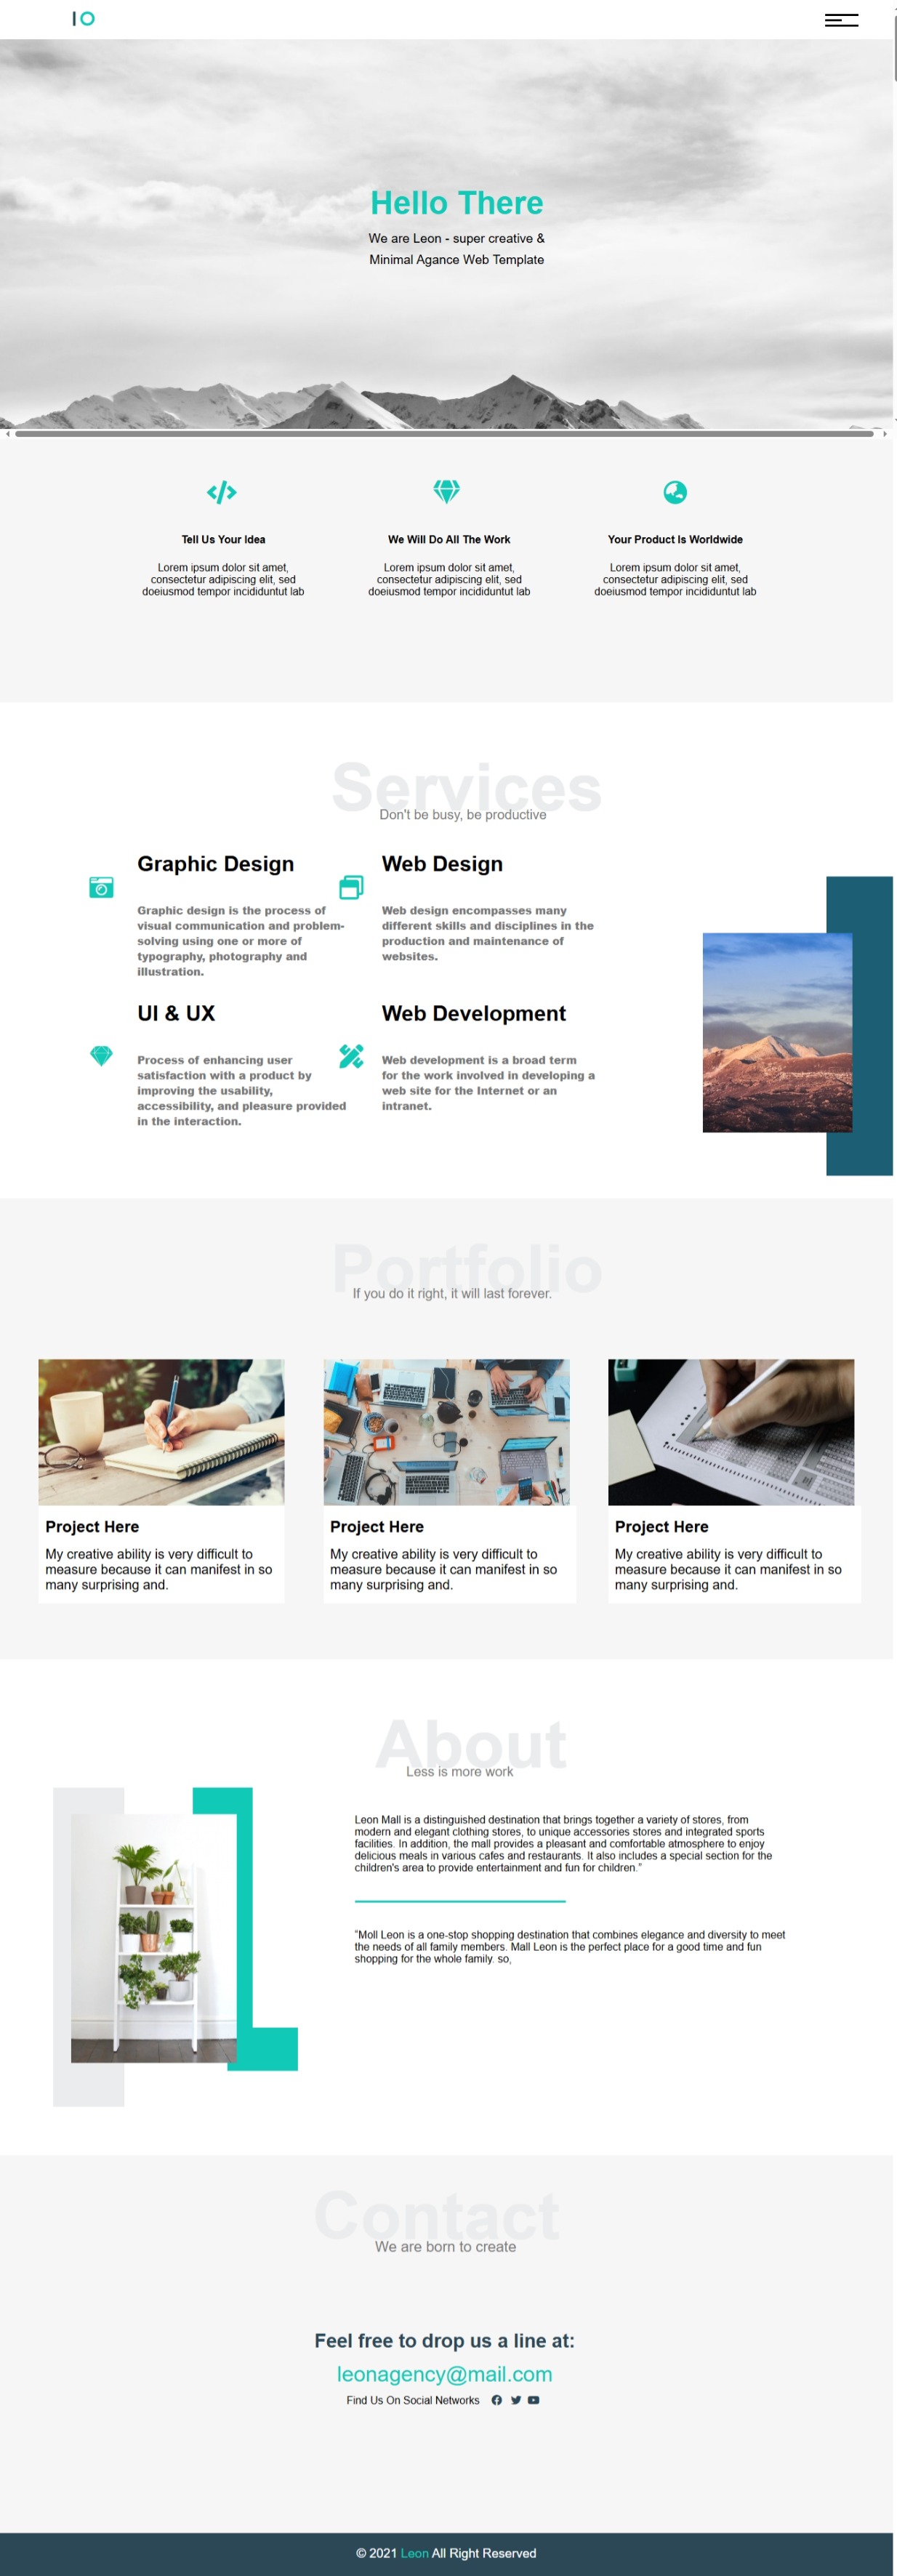 IO
Hello There
We are Leon - super creative &
Minimal Agance Web Template
Tell Us Your Idea
Lorem ipsum dolor sit amet,
consectetur adipiscing elit, sed
doeiusmod tempor incididuntut lab
We Will Do All The Work
Lorem ipsum dolor sit amet,
consectetur adipiscing elit, sed
doeiusmod tempor incididuntut lab
Your Product Is Worldwide
Lorem ipsum dolor sit amet,
consectetur adipiscing elit, sed
doeiusmod tempor incididuntut lab
Services
Don't be busy, be productive
Graphic Design
Graphic design is the process of
visual communication and problem-
solving using one or more of
typography, photography and
illustration.
Web Design
Web design encompasses many
different skills and disciplines in the
production and maintenance of
websites.
UI & UX
Process of enhancing user
satisfaction with a product by
improving the usability,
accessibility, and pleasure provided
in the interaction.
Web Development
Web development is a broad term
for the work involved in developing a
web site for the Internet or an
intranet.
Portfolio
If you do it right, it will last forever.
Project Here
My creative ability is very difficult to
measure because it can manifest in so
many surprising and.
Project Here
My creative ability is very difficult to
measure because it can manifest in so
many surprising and.
Project Here
My creative ability is very difficult to
measure because it can manifest in so
many surprising and.
About
Less is more work
Leon Mall is a distinguished destination that brings together a variety of stores, from
modern and elegant clothing stores, to unique accessories stores and integrated sports
facilities. In addition, the mall provides a pleasant and comfortable atmosphere to enjoy
delicious meals in various cafes and restaurants. It also includes a special section for the
children's area to provide entertainment and fun for children."
"Moll Leon is a one-stop shopping destination that combines elegance and diversity to meet
the needs of all family members. Mall Leon is the perfect place for a good time and fun
shopping for the whole family. so,
Contact
We are born to create
Feel free to drop us a line at:
leonagency@mail.com
Find Us On Social Networks
© 2021 Leon All Right Reserved